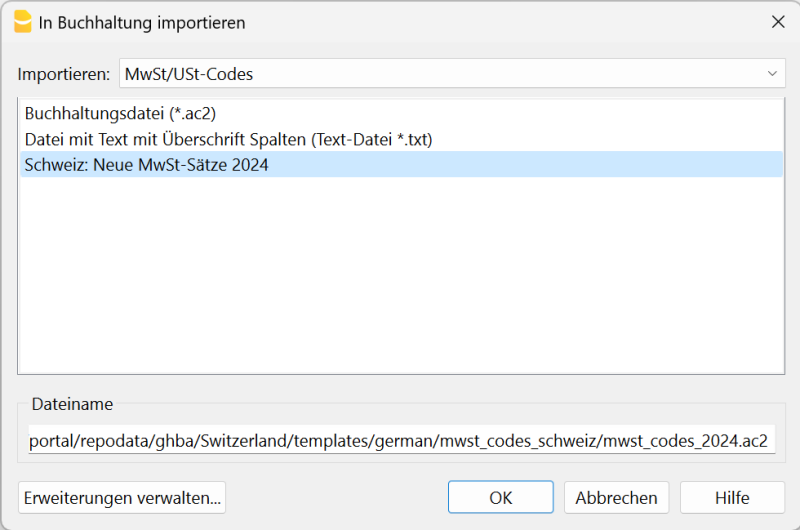 In Buchhaltung importieren
Importieren: MwSt/USt-Codes
Buchhaltungsdatei (*.ac2)
Datei mit Text mit Überschrift Spalten (Text-Datei *.txt)
Schweiz: Neue MwSt-Sätze 2024
Dateiname
portal/repodata/ghba/Switzerland/templates/german/mwst_codes_schweiz/mwst_codes_2024.ac2
Erweiterungen verwalten... OK Abbrechen Hilfe